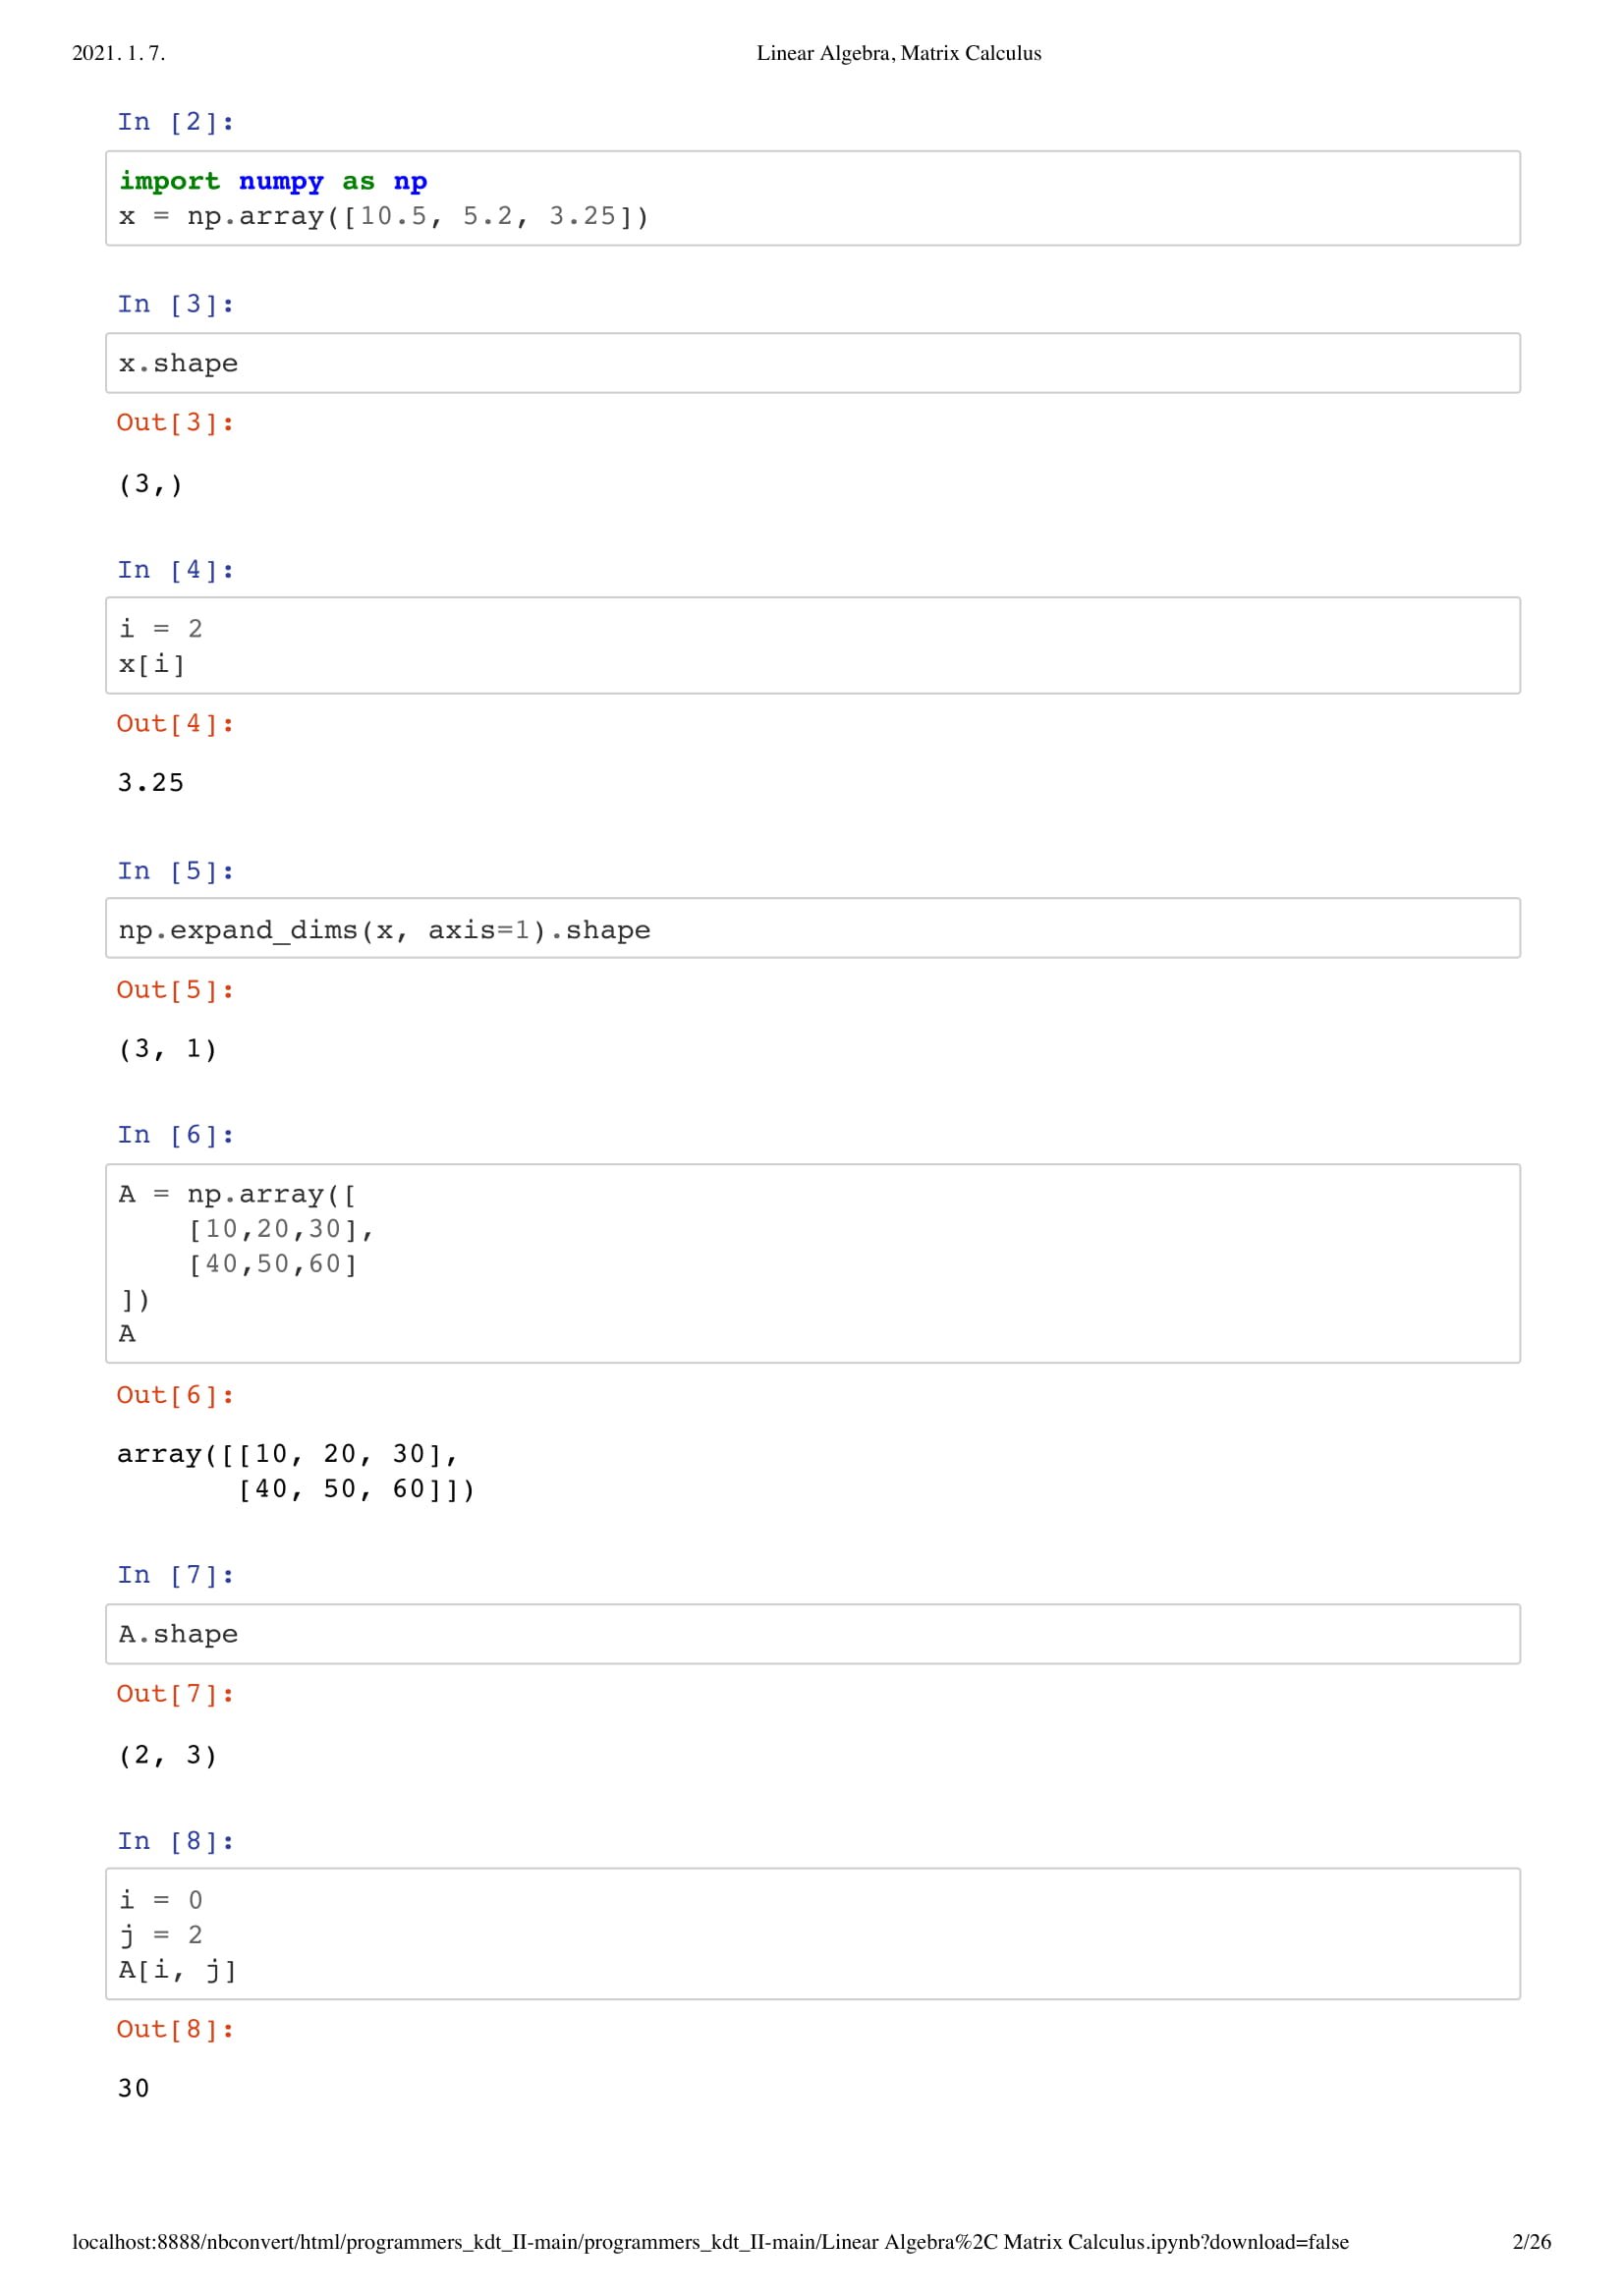 2021. 1. 7.
Linear Algebra, Matrix Calculus
In [2]:
import numpy as np
x = np.array([10.5, 5.2, 3.25])
In [3]:
x.shape
Out[3]:
(3,)
In [4]:
i = 2
x[i]
Out[4]:
3.25
In [5]:
np.expand_dims(x, axis=1).shape
Out[5]:
(3, 1)
In [6]:
A = np.array([
    [10,20,30],
    [40,50,60]
])
A
Out[6]:
array([[10, 20, 30],
       [40, 50, 60]])
In [7]:
A.shape
Out[7]:
(2, 3)
In [8]:
i = 0
j = 2
A[i, j]
Out[8]:
30
localhost:8888/nbconvert/html/programmers_kdt_II-main/programmers_kdt_II-main/Linear Algebra%2C Matrix Calculus.ipynb?download=false
2/26